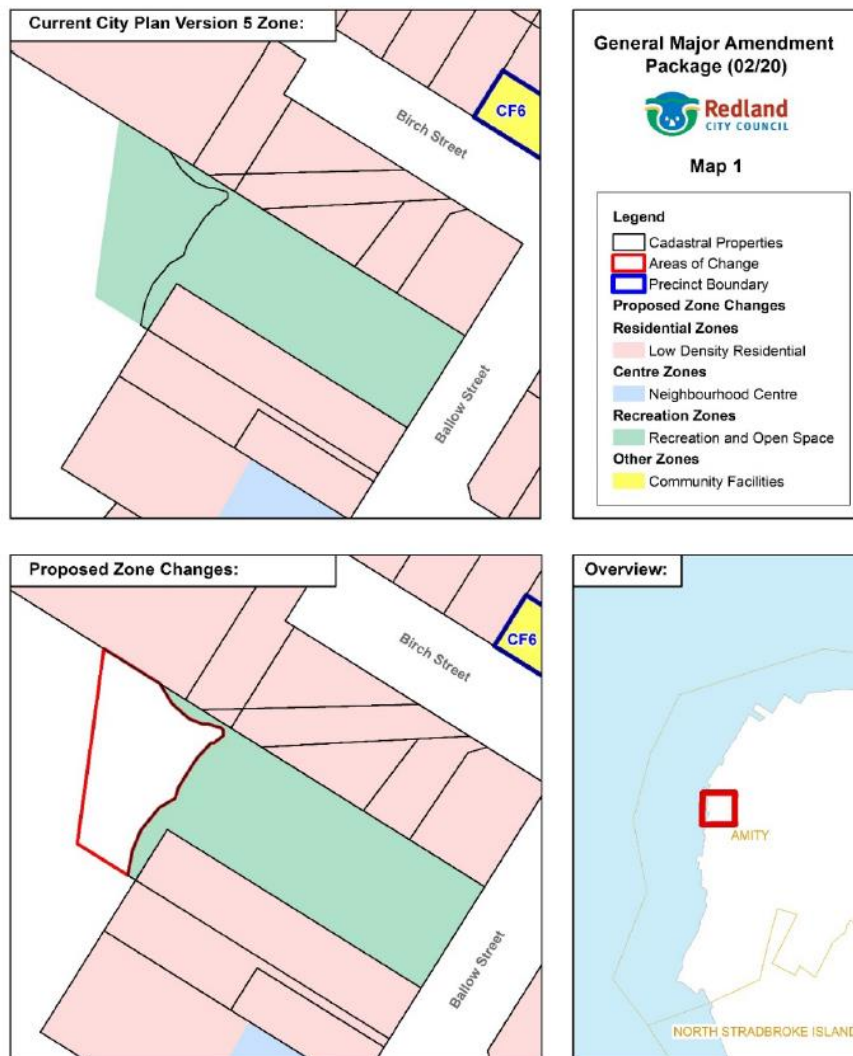 Current City Plan Version 5 Zone:
CF6
Birch Street
Ballow Street
General Major Amendment
Package (02/20)
Redland
CITY COUNCIL
Map 1
Legend
Cadastral Properties
Areas of Change
Precinct Boundary
Proposed Zone Changes
Residential Zones
Low Density Residential
Centre Zones
Neighbourhood Centre
Recreation Zones
Recreation and Open Space
Other Zones
Community Facilities
Proposed Zone Changes:
CF6
Birch Street
Ballow Street
Overview:
AMITY
NORTH STRADBROKE ISLAND